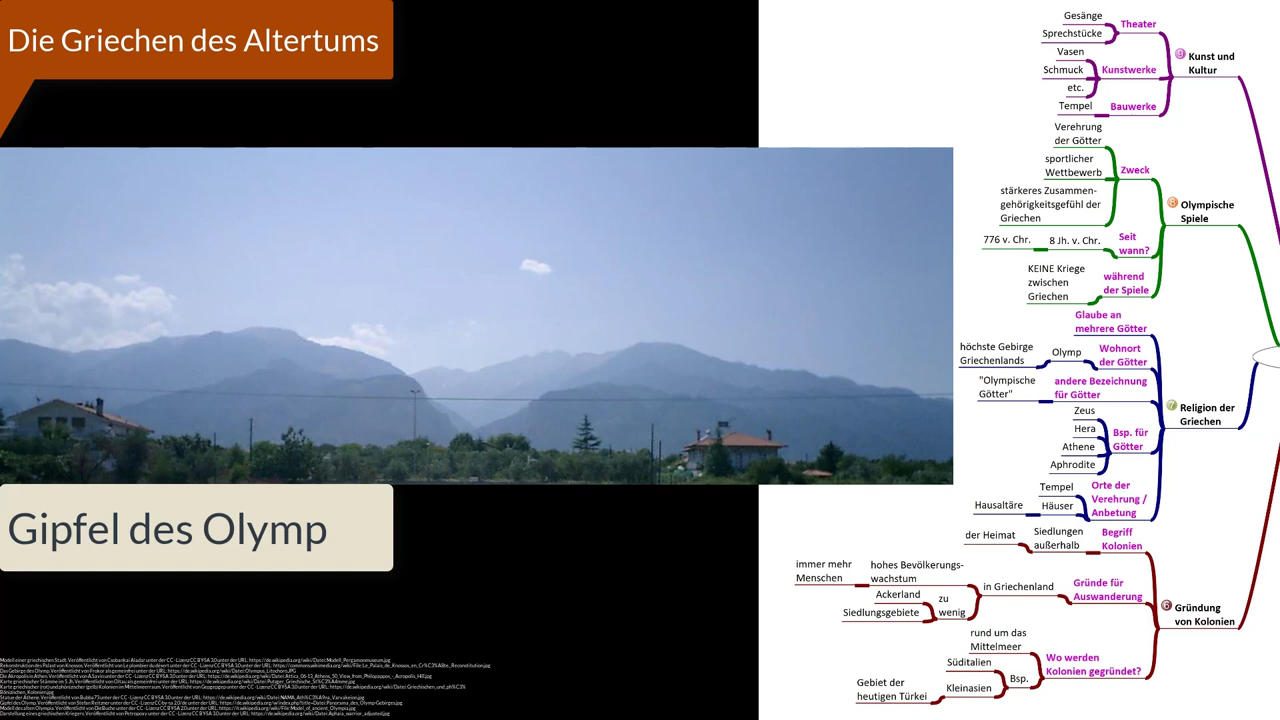 Die Griechen des Altertums
Gipfel des Olymp
Gesänge
Sprechstücke
Theater
Vasen
Schmuck
etc.
Kunstwerke
Tempel
Bauwerke
9
Kunst und
Kultur
Verehrung
der Götter
sportlicher
Wettbewerb
stärkeres Zusammen-
gehörigkeitsgefühl der
Griechen
Zweck
776 v. Chr.
8 Jh. v. Chr.
Seit
wann?
KEINE Kriege
zwischen
Griechen
während
der Spiele
8
Olympische
Spiele
Glaube an
mehrere Götter
höchste Gebirge
Griechenlands
Olymp
Wohnort
der Götter
"Olympische
Götter"
andere Bezeichnung
für Götter
Zeus
Hera
Athene
Aphrodite
Bsp. für
Götter
Tempel
Hausaltäre
Häuser
Orte der
Verehrung /
Anbetung
7
Religion der
Griechen
der Heimat
Siedlungen
außerhalb
Begriff
Kolonien
immer mehr
Menschen
hohes Bevölkerungs-
wachstum
Ackerland
Siedlungsgebiete
zu
wenig
in Griechenland
Gründe für
Auswanderung
rund um das
Mittelmeer
Süditalien
Gebiet der
heutigen Türkei
Kleinasien
Bsp.
Wo werden
Kolonien gegründet?
6
Gründung
von Kolonien